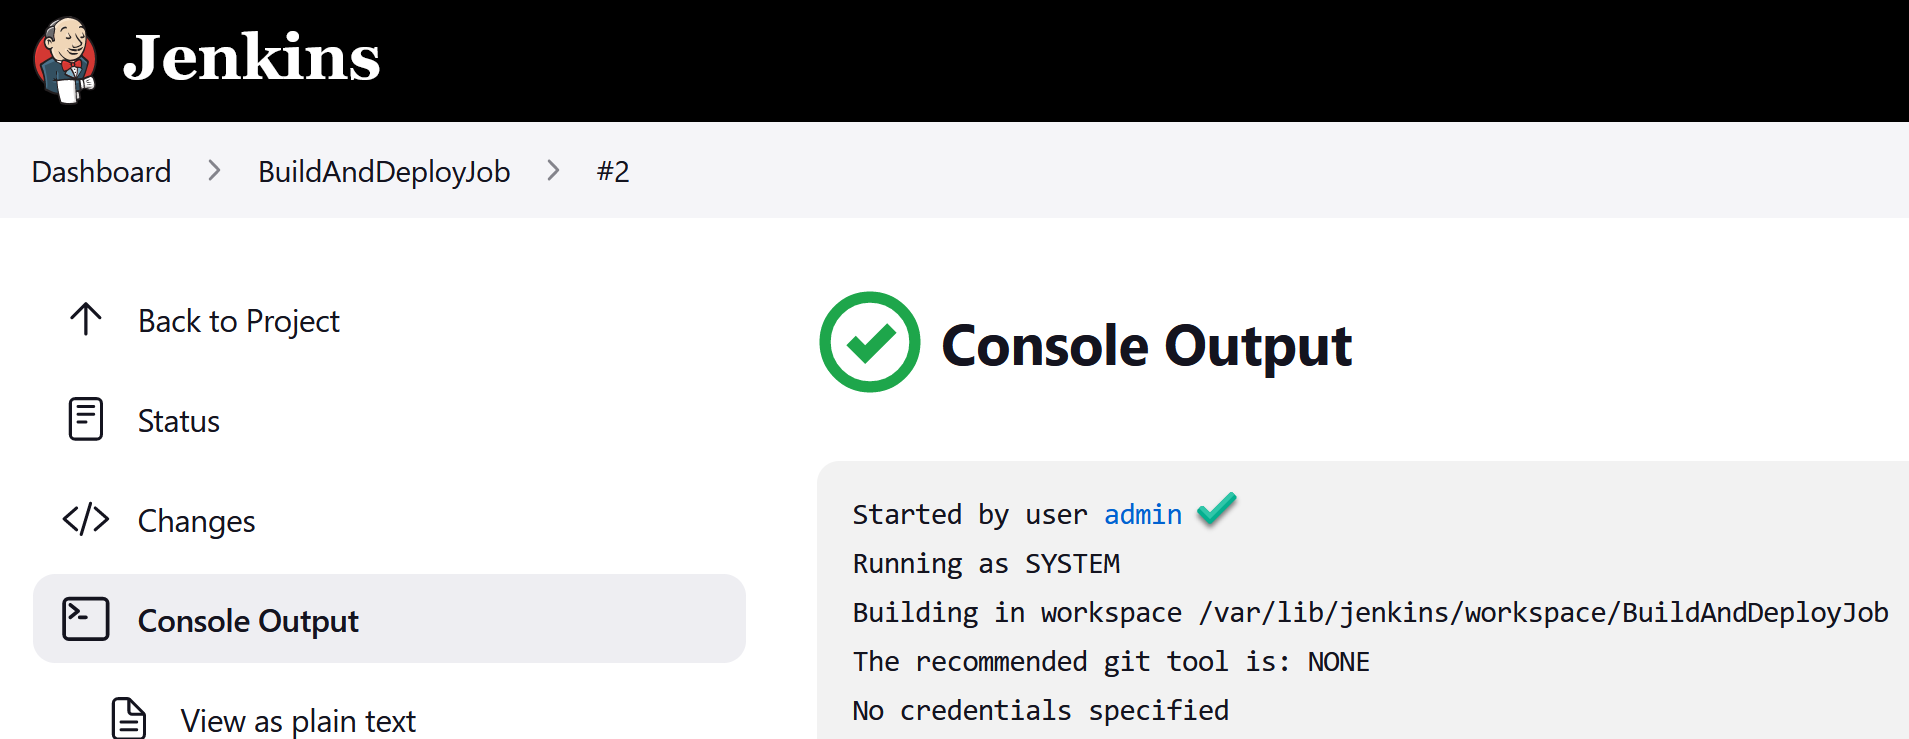 Jenkins
Dashboard > BuildAndDeployJob > #2
Back to Project
Status
Changes
Console Output
View as plain text
Console Output
Started by user admin
Running as SYSTEM
Building in workspace /var/lib/jenkins/workspace/BuildAndDeployJob
The recommended git tool is: NONE
No credentials specified